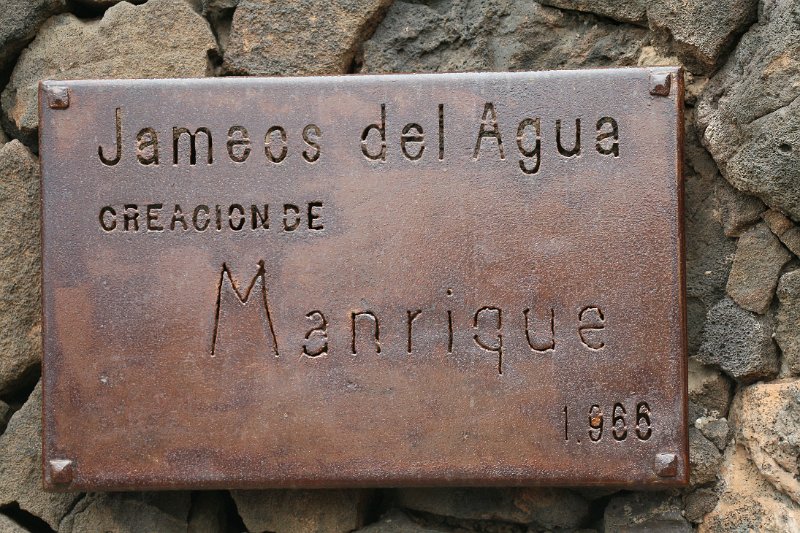 Jameos del Agua
CREACION DE
Manrique
1.966